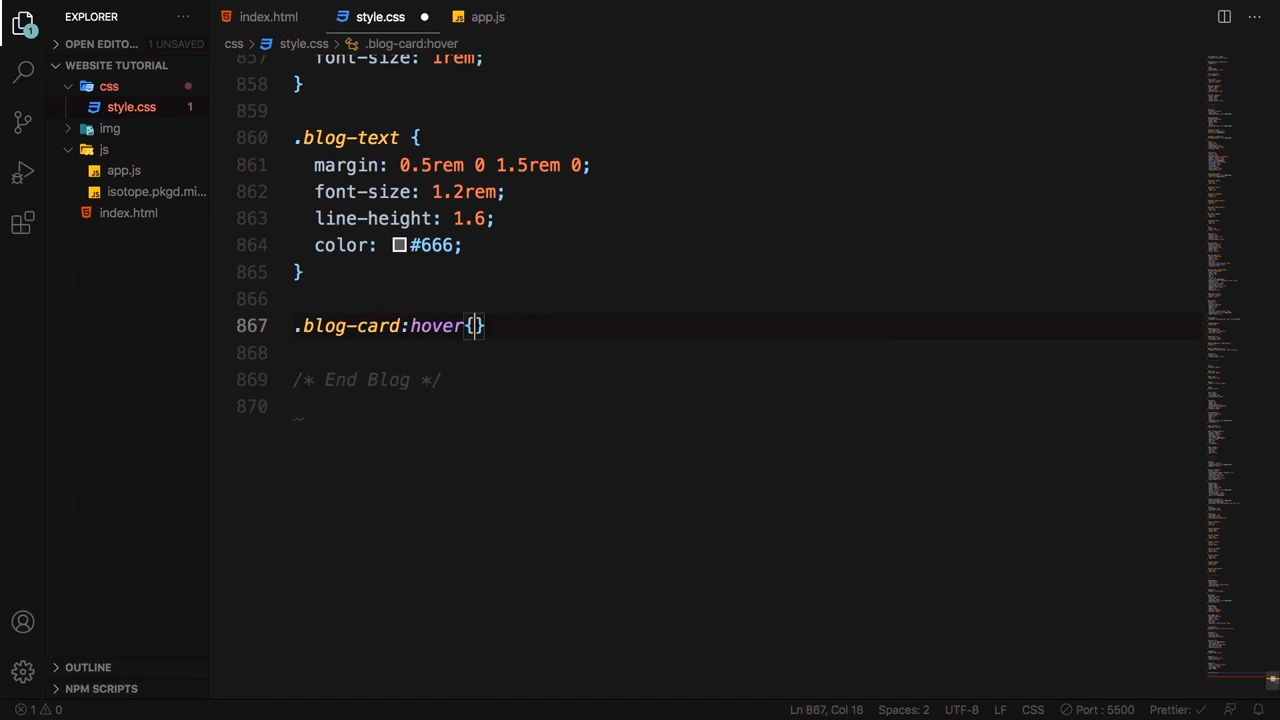 EXPLORER ···
index.html
style.css
app.js
···
OPEN EDITO... 1 UNSAVED
css > style.css > .blog-card:hover
WEBSITE TUTORIAL
css
style.css 1
img
js
app.js
isotope.pkgd.mi...
index.html
1
857 font-size: 1rem;
858 }
859
860 .blog-text {
861 margin: 0.5rem 0 1.5rem 0;
862 font-size: 1.2rem;
863 line-height: 1.6;
864 color: #666;
865 }
866
867 .blog-card:hover{}
868
869 /* End Blog */
870
OUTLINE
NPM SCRIPTS
1 0
Ln 867, Col 18
Spaces: 2
UTF-8
LF
CSS
Port : 5500
Prettier: ✓